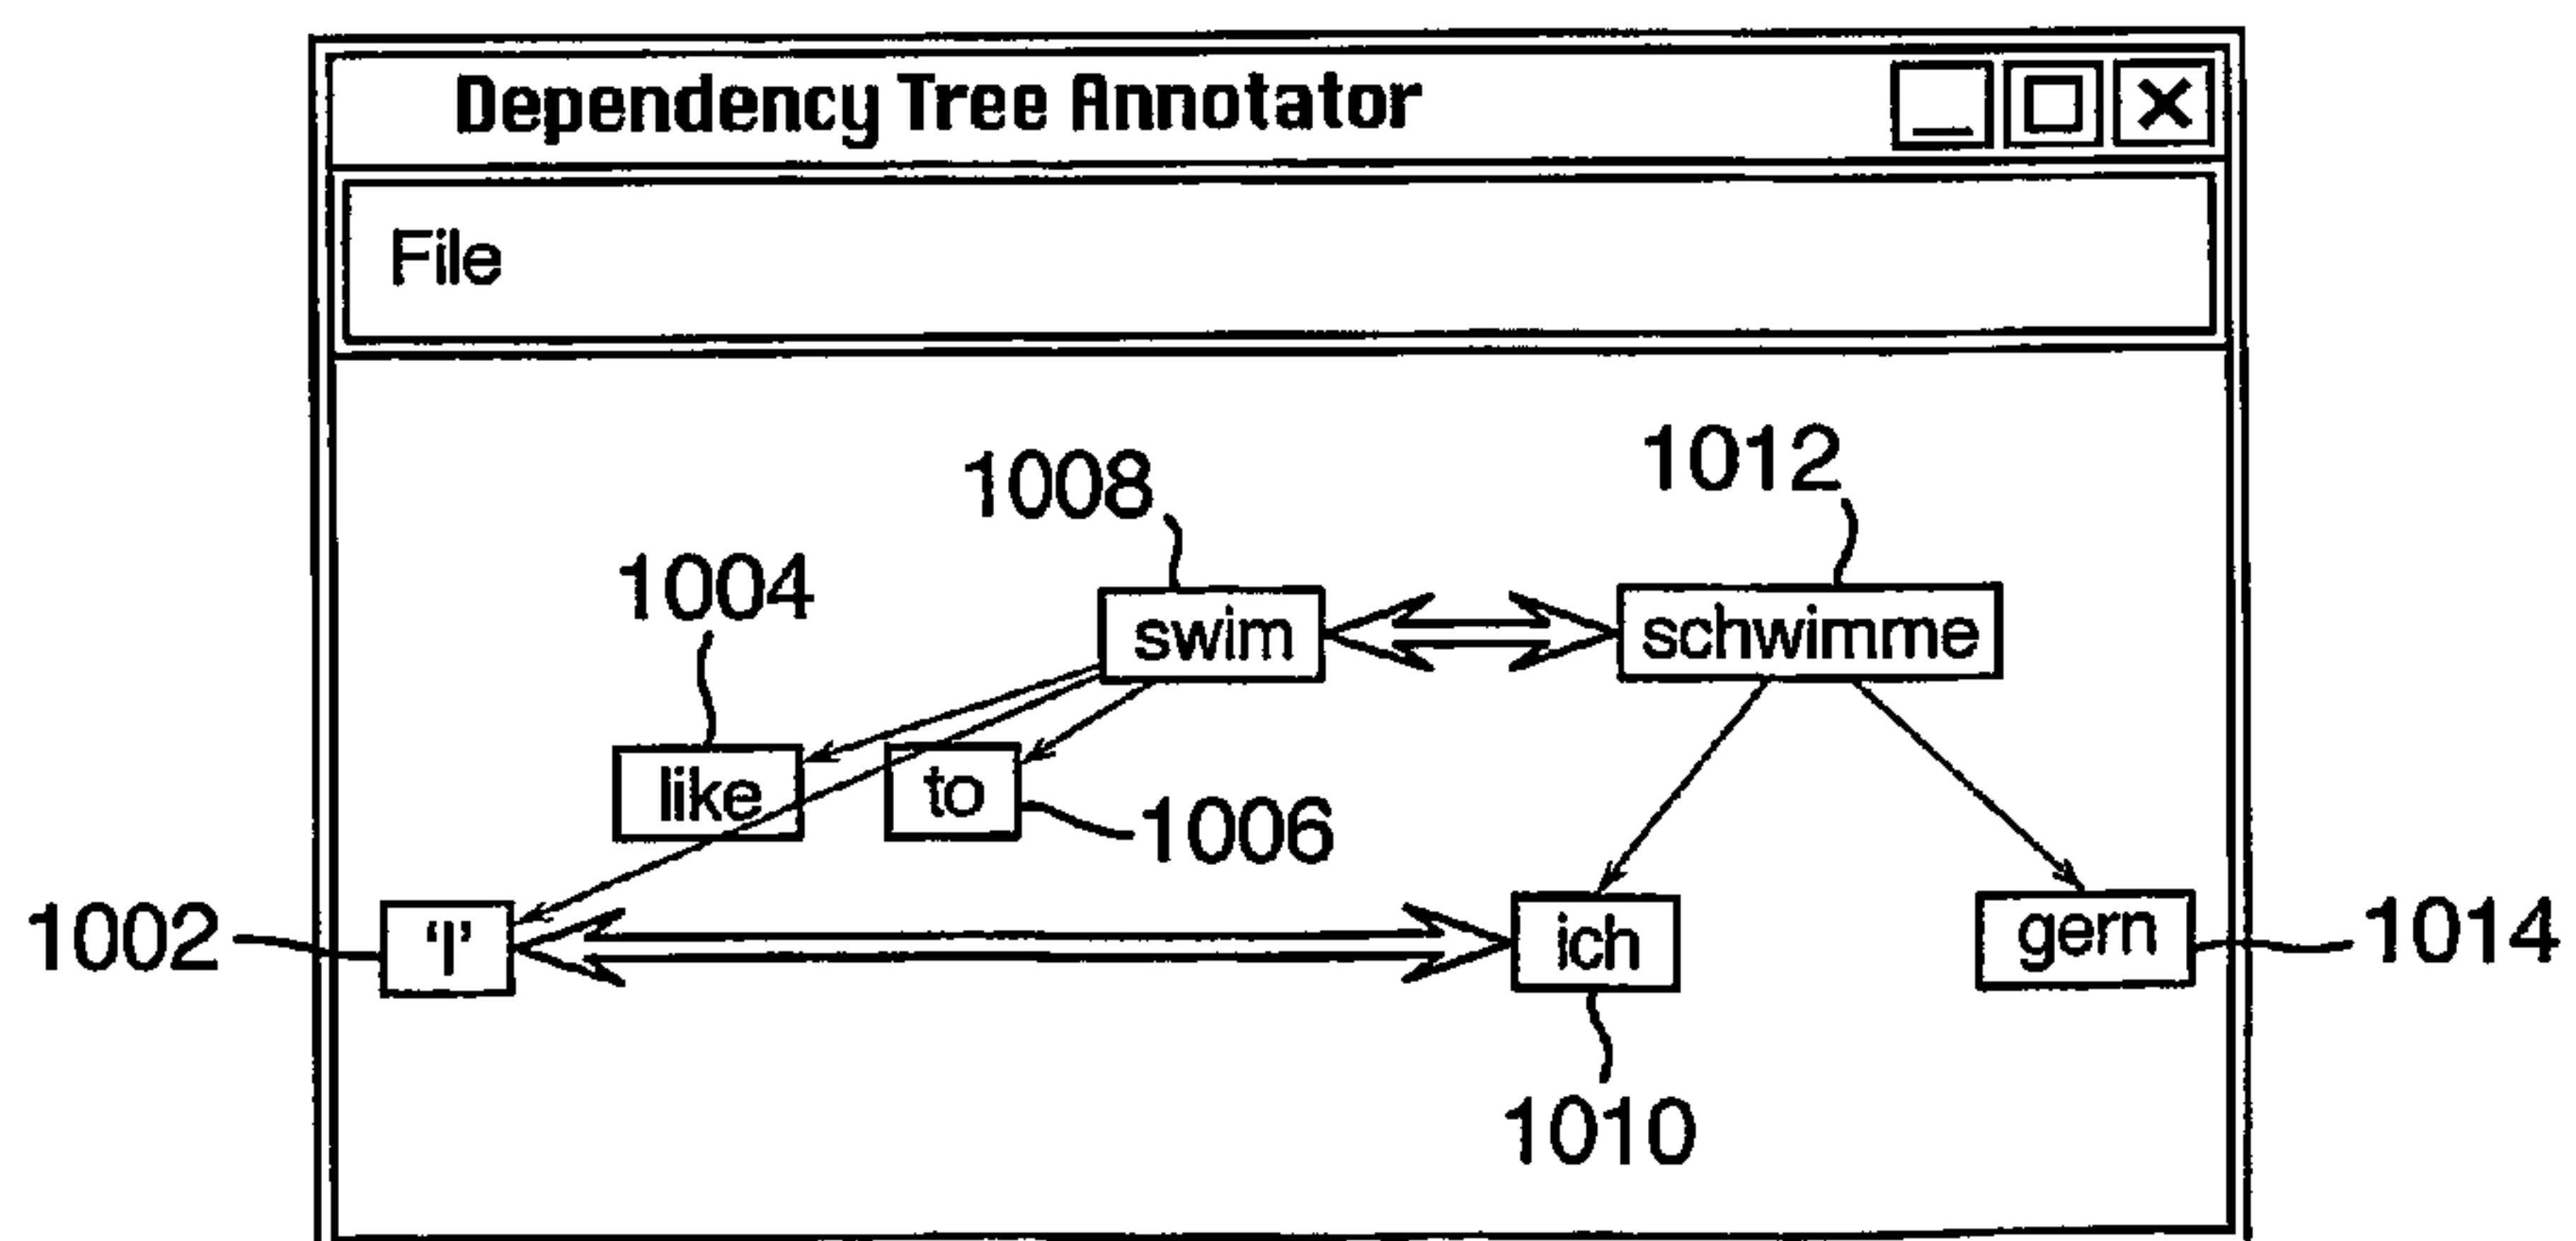 Dependency Tree Annotator
File
1008 1012
1004
swim schwimme
like to
1006
1002 ‘I’ ich gern 1014
1010